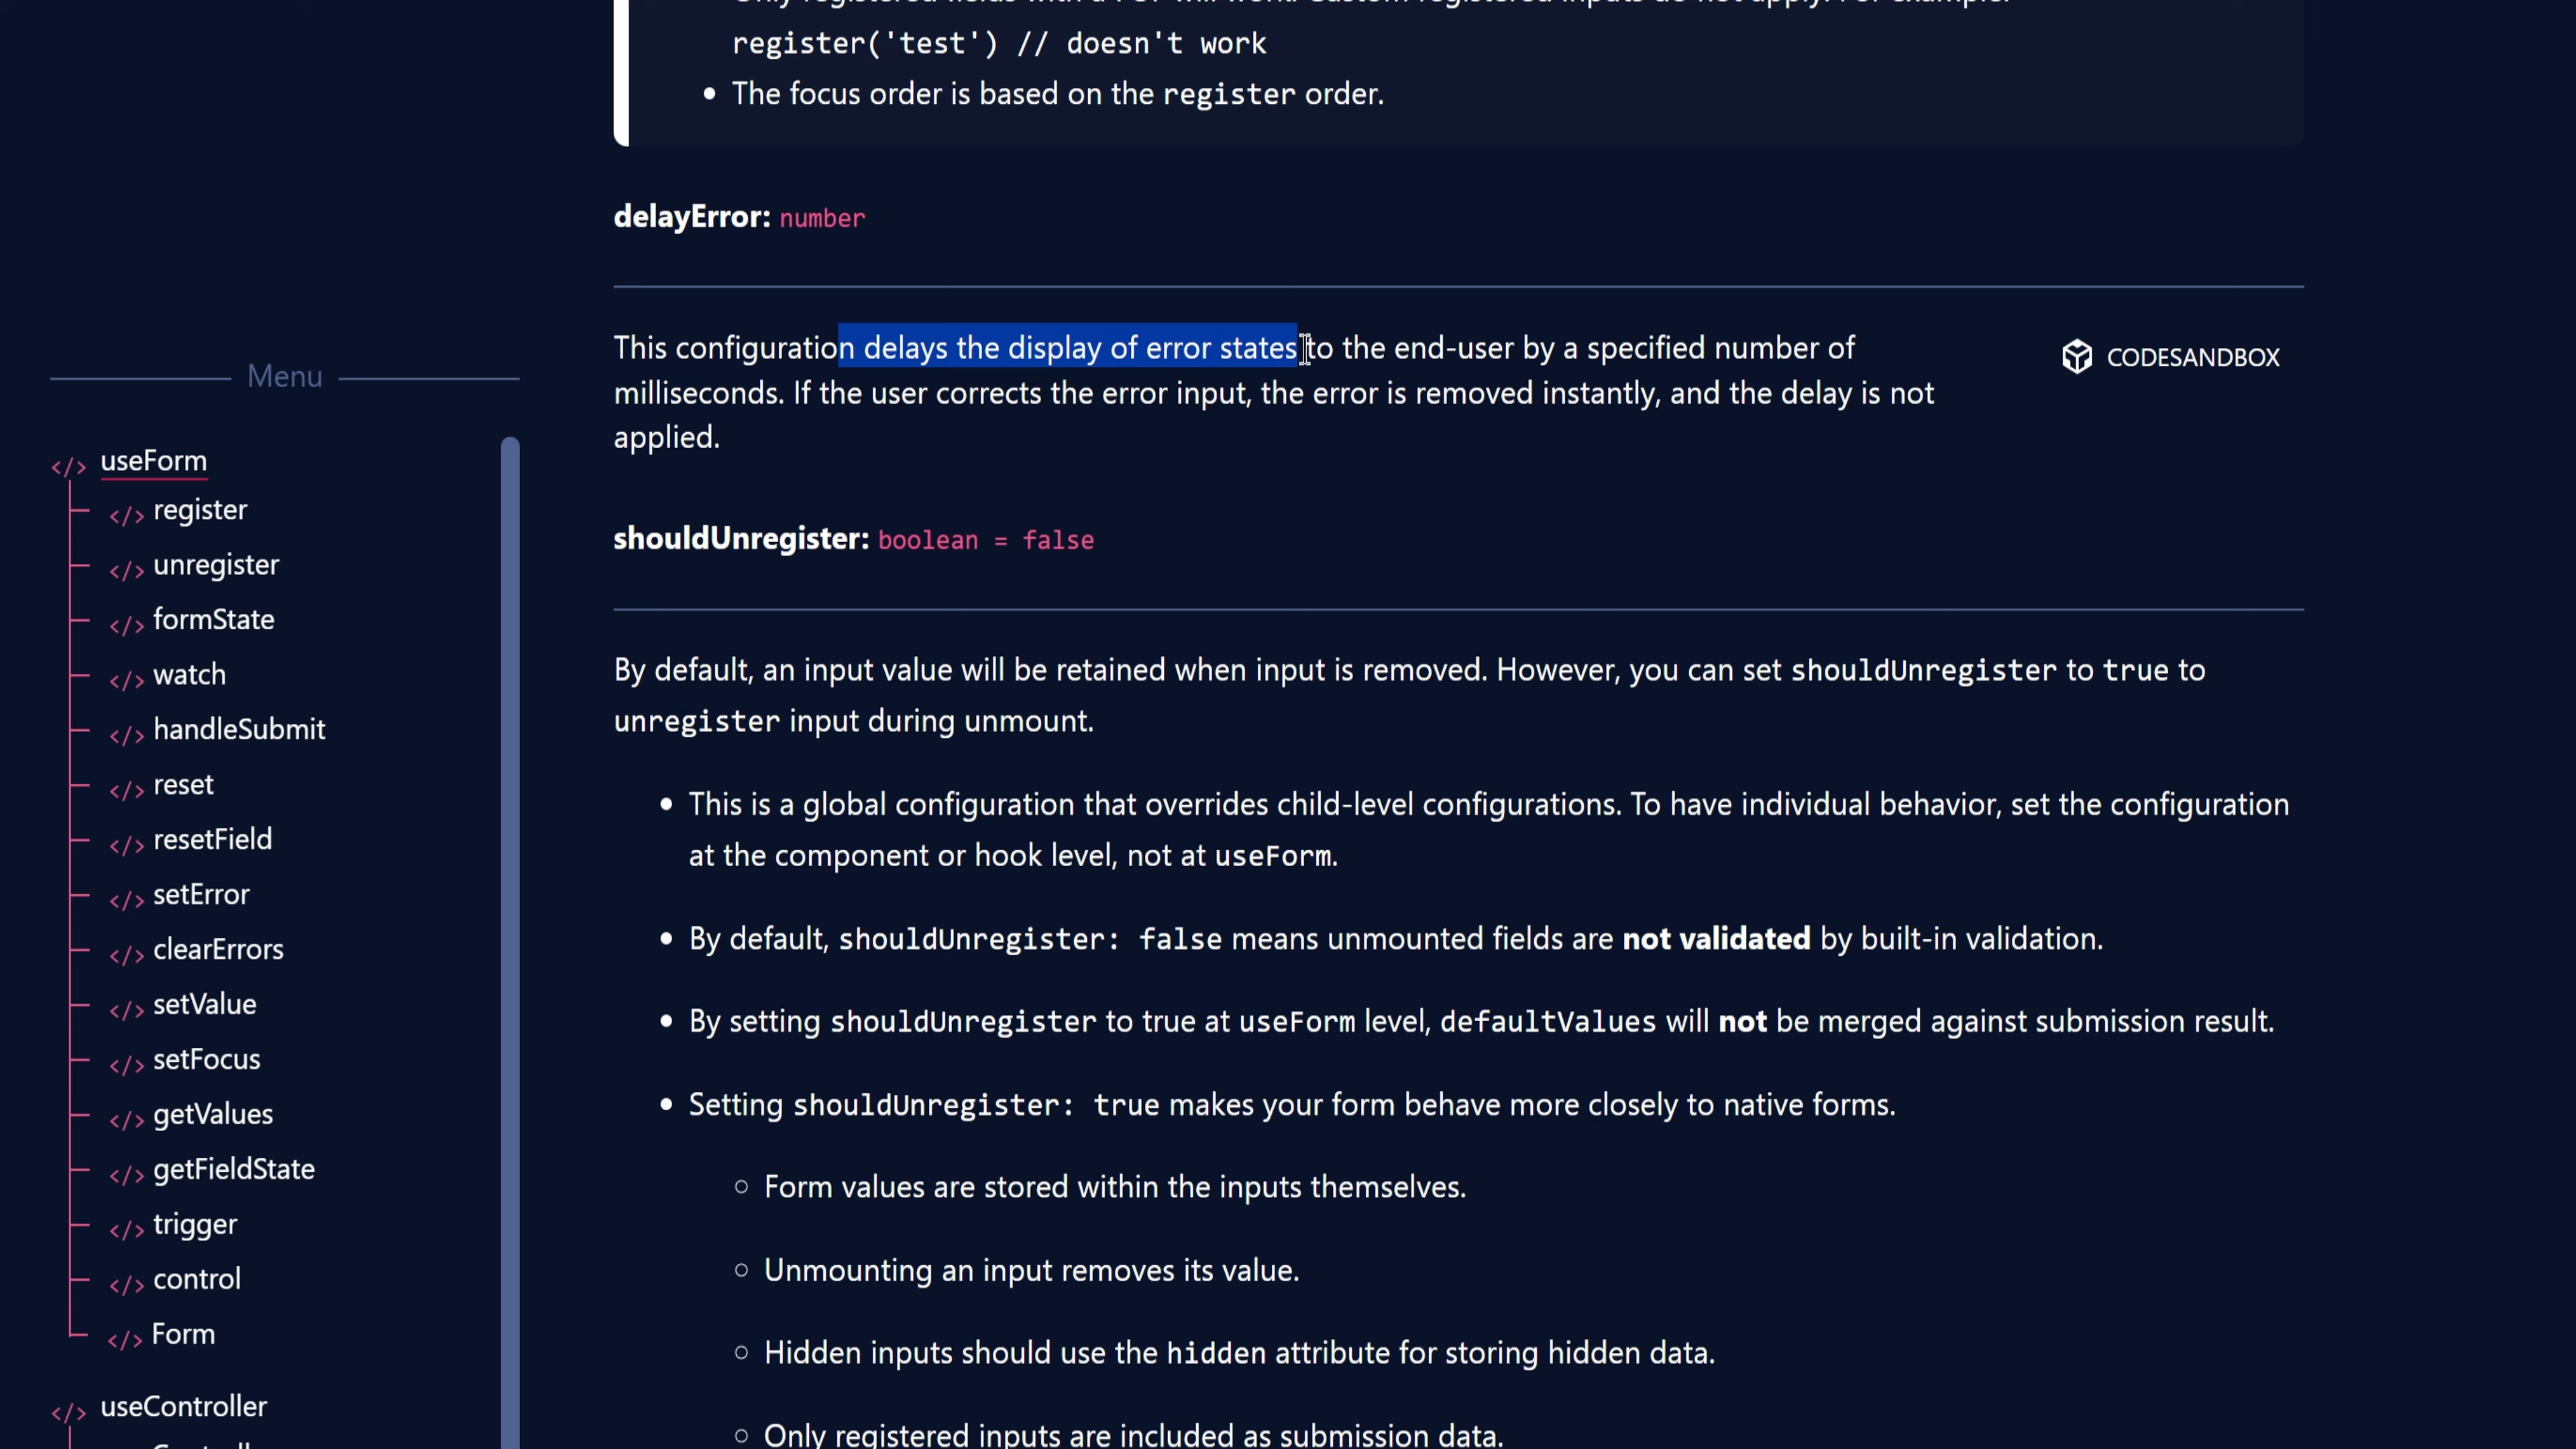 register('test') // doesn't work
• The focus order is based on the register order.
delayError: number
This configuration delays the display of error states to the end-user by a specified number of
milliseconds. If the user corrects the error input, the error is removed instantly, and the delay is not
applied.
CODESANDBOX
shouldUnregister: boolean = false
By default, an input value will be retained when input is removed. However, you can set shouldUnregister to true to
unregister input during unmount.
• This is a global configuration that overrides child-level configurations. To have individual behavior, set the configuration
at the component or hook level, not at useForm.
• By default, shouldUnregister: false means unmounted fields are not validated by built-in validation.
• By setting shouldUnregister to true at useForm level, defaultValues will not be merged against submission result.
• Setting shouldUnregister: true makes your form behave more closely to native forms.
○ Form values are stored within the inputs themselves.
○ Unmounting an input removes its value.
○ Hidden inputs should use the hidden attribute for storing hidden data.
○ Only registered inputs are included as submission data.
Menu
</> useForm
</> register
</> unregister
</> formState
</> watch
</> handleSubmit
</> reset
</> resetField
</> setError
</> clearErrors
</> setValue
</> setFocus
</> getValues
</> getFieldState
</> trigger
</> control
</> Form
</> useController